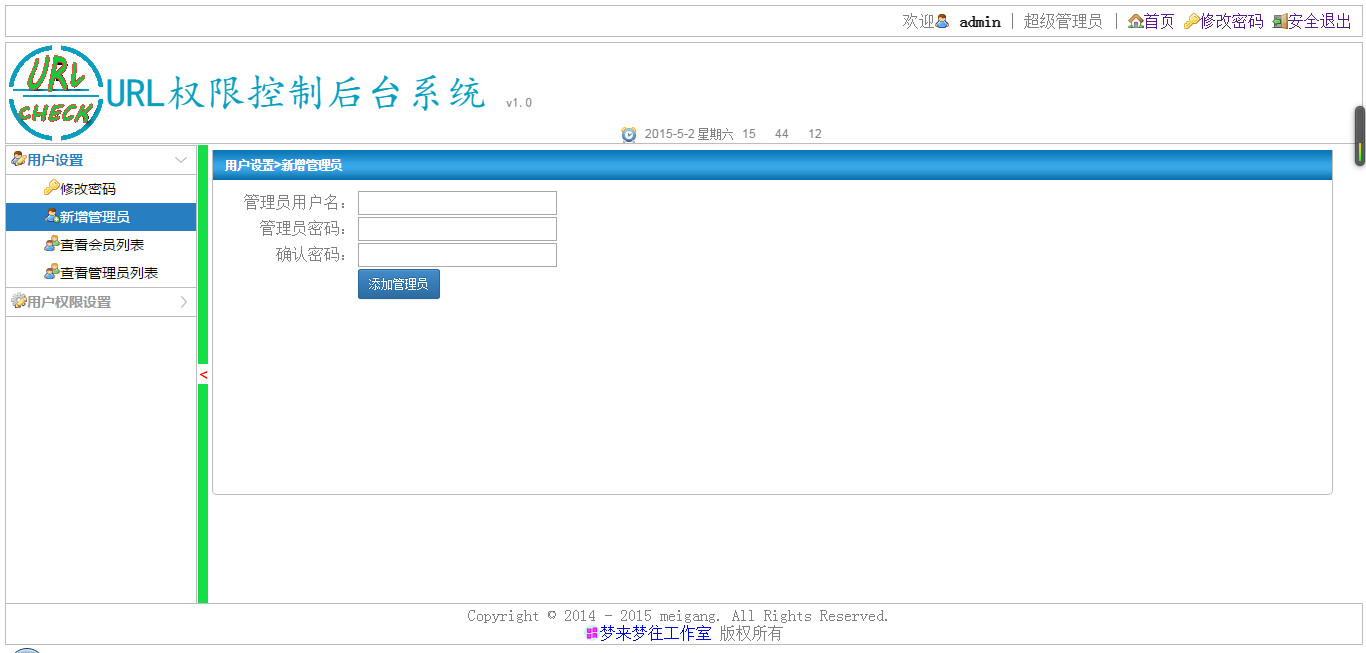 欢迎 admin | 超级管理员 | 首页 修改密码 安全退出
URL CHECK
URL权限控制后台系统 v1.0
2015-5-2 星期六 15 44 12
用户设置
修改密码
新增管理员
查看会员列表
查看管理员列表
用户权限设置
<
用户设置>新增管理员
管理员用户名：
管理员密码：
确认密码：
添加管理员
Copyright © 2014 - 2015 meigang. All Rights Reserved.
梦来梦往工作室 版权所有